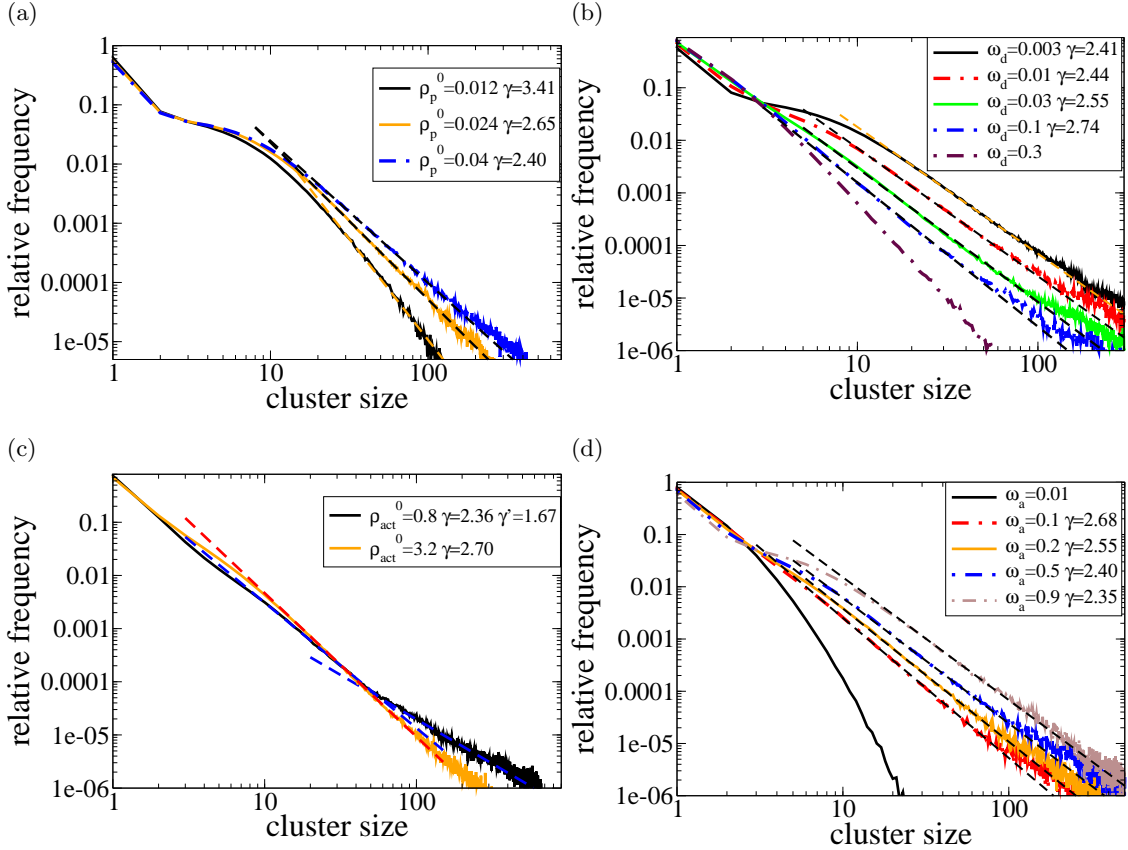 (a)
1
0.1
0.01
0.001
0.0001
1e-05
relative frequency
ρp⁰=0.012 γ=3.41
ρp⁰=0.024 γ=2.65
ρp⁰=0.04 γ=2.40
1 10 100
cluster size
(b)
0.1
0.01
0.001
0.0001
1e-05
1e-06
relative frequency
ωd=0.003 γ=2.41
ωd=0.01 γ=2.44
ωd=0.03 γ=2.55
ωd=0.1 γ=2.74
ωd=0.3
1 10 100
cluster size
(c)
0.1
0.01
0.001
0.0001
1e-05
1e-06
relative frequency
ρact⁰=0.8 γ=2.36 γ'=1.67
ρact⁰=3.2 γ=2.70
1 10 100
cluster size
(d)
1
0.1
0.01
0.001
0.0001
1e-05
1e-06
relative frequency
ωa=0.01
ωa=0.1 γ=2.68
ωa=0.2 γ=2.55
ωa=0.5 γ=2.40
ωa=0.9 γ=2.35
1 10 100
cluster size